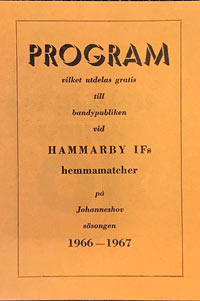 PROGRAM
vilket utdelas gratis
till
bandypubliken
vid
HAMMARBY IFs
hemmamatcher
på
Johanneshov
säsongen
1966—1967